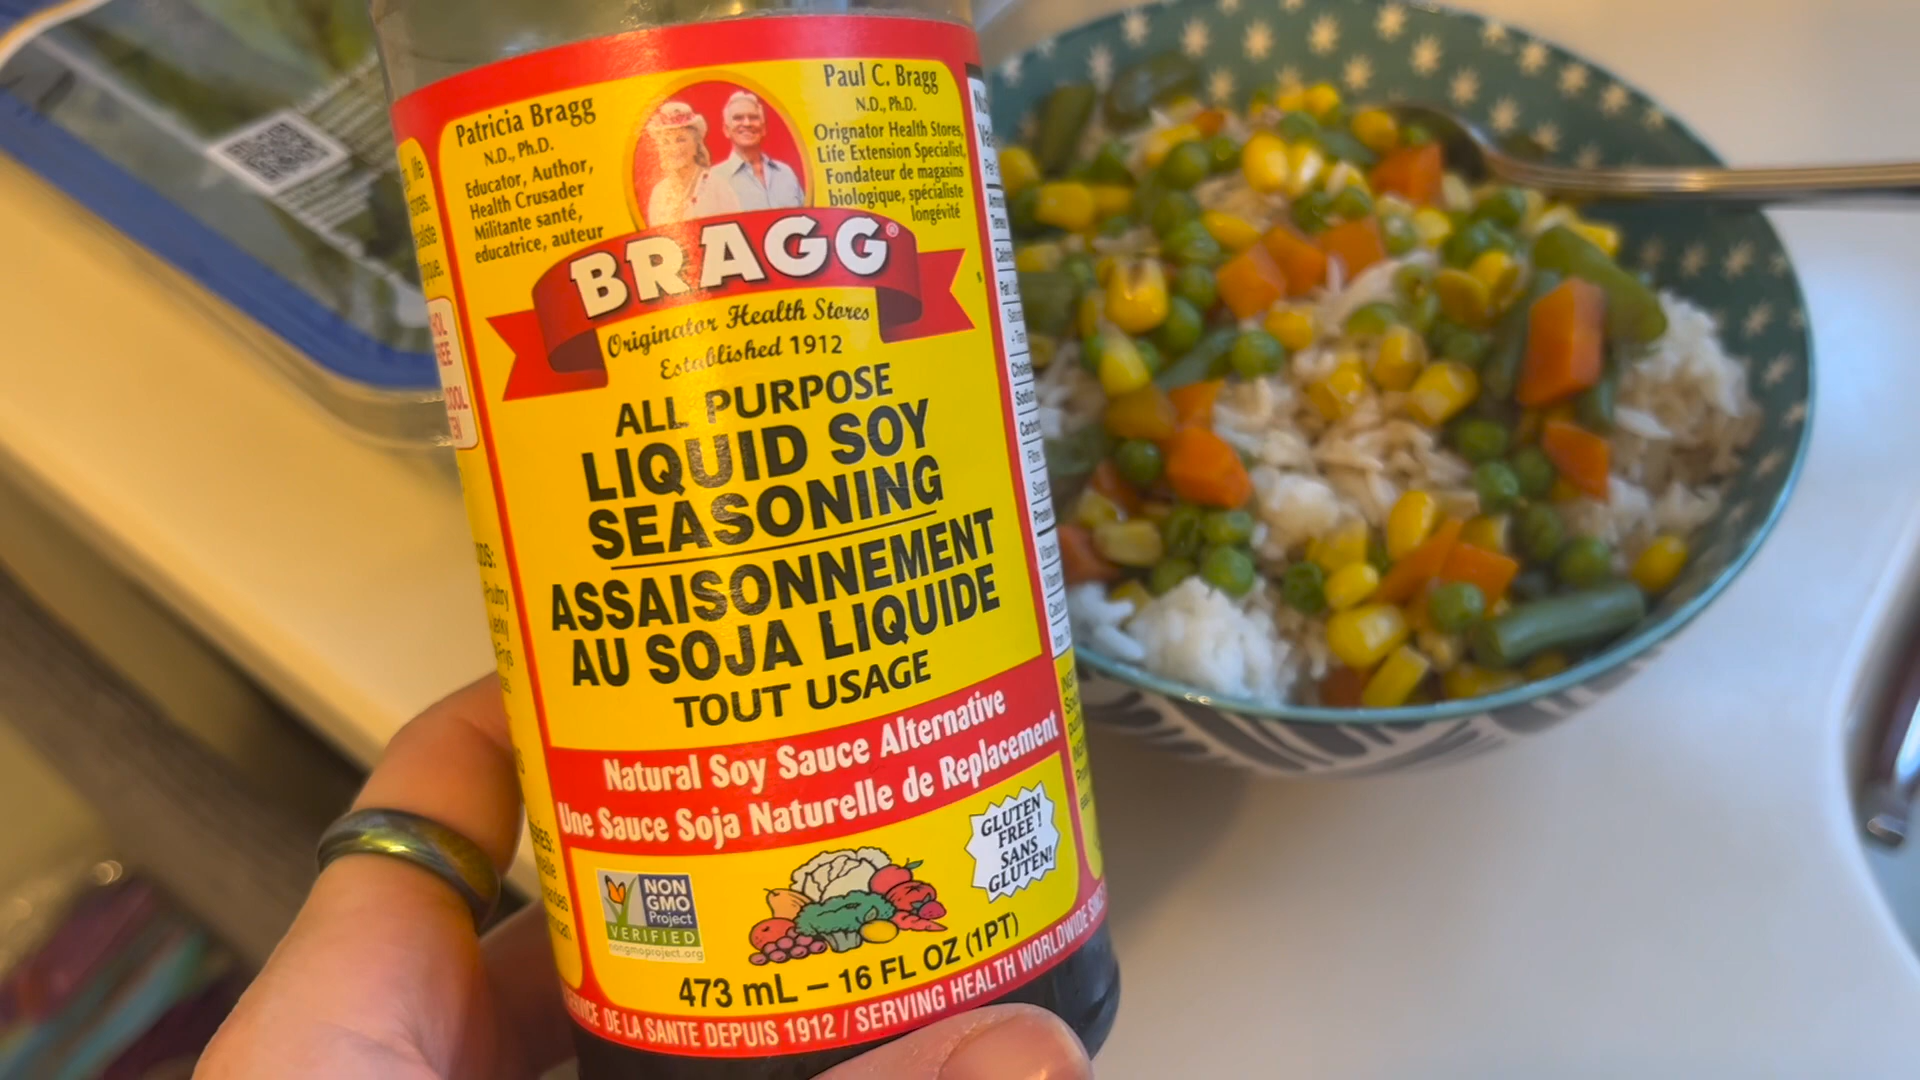 Patricia Bragg
N.D., Ph.D.
Educator, Author,
Health Crusader
Militante santé,
educatrice, auteur
Paul C. Bragg
N.D., Ph.D.
Orignator Health Stores,
Life Extension Specialist,
Fondateur de magasins
biologique, spécialiste
longévité
BRAGG®
Originator Health Stores
Established 1912
ALL PURPOSE
LIQUID SOY
SEASONING
ASSAISONNEMENT
AU SOJA LIQUIDE
TOUT USAGE
Natural Soy Sauce Alternative
Une Sauce Soja Naturelle de Replacement
GLUTEN
FREE!
SANS
GLUTEN!
NON
GMO
Project
VERIFIED
nongmoproject.org
473 mL – 16 FL OZ (1PT)
DE LA SANTE DEPUIS 1912 / SERVING HEALTH WORLDWIDE